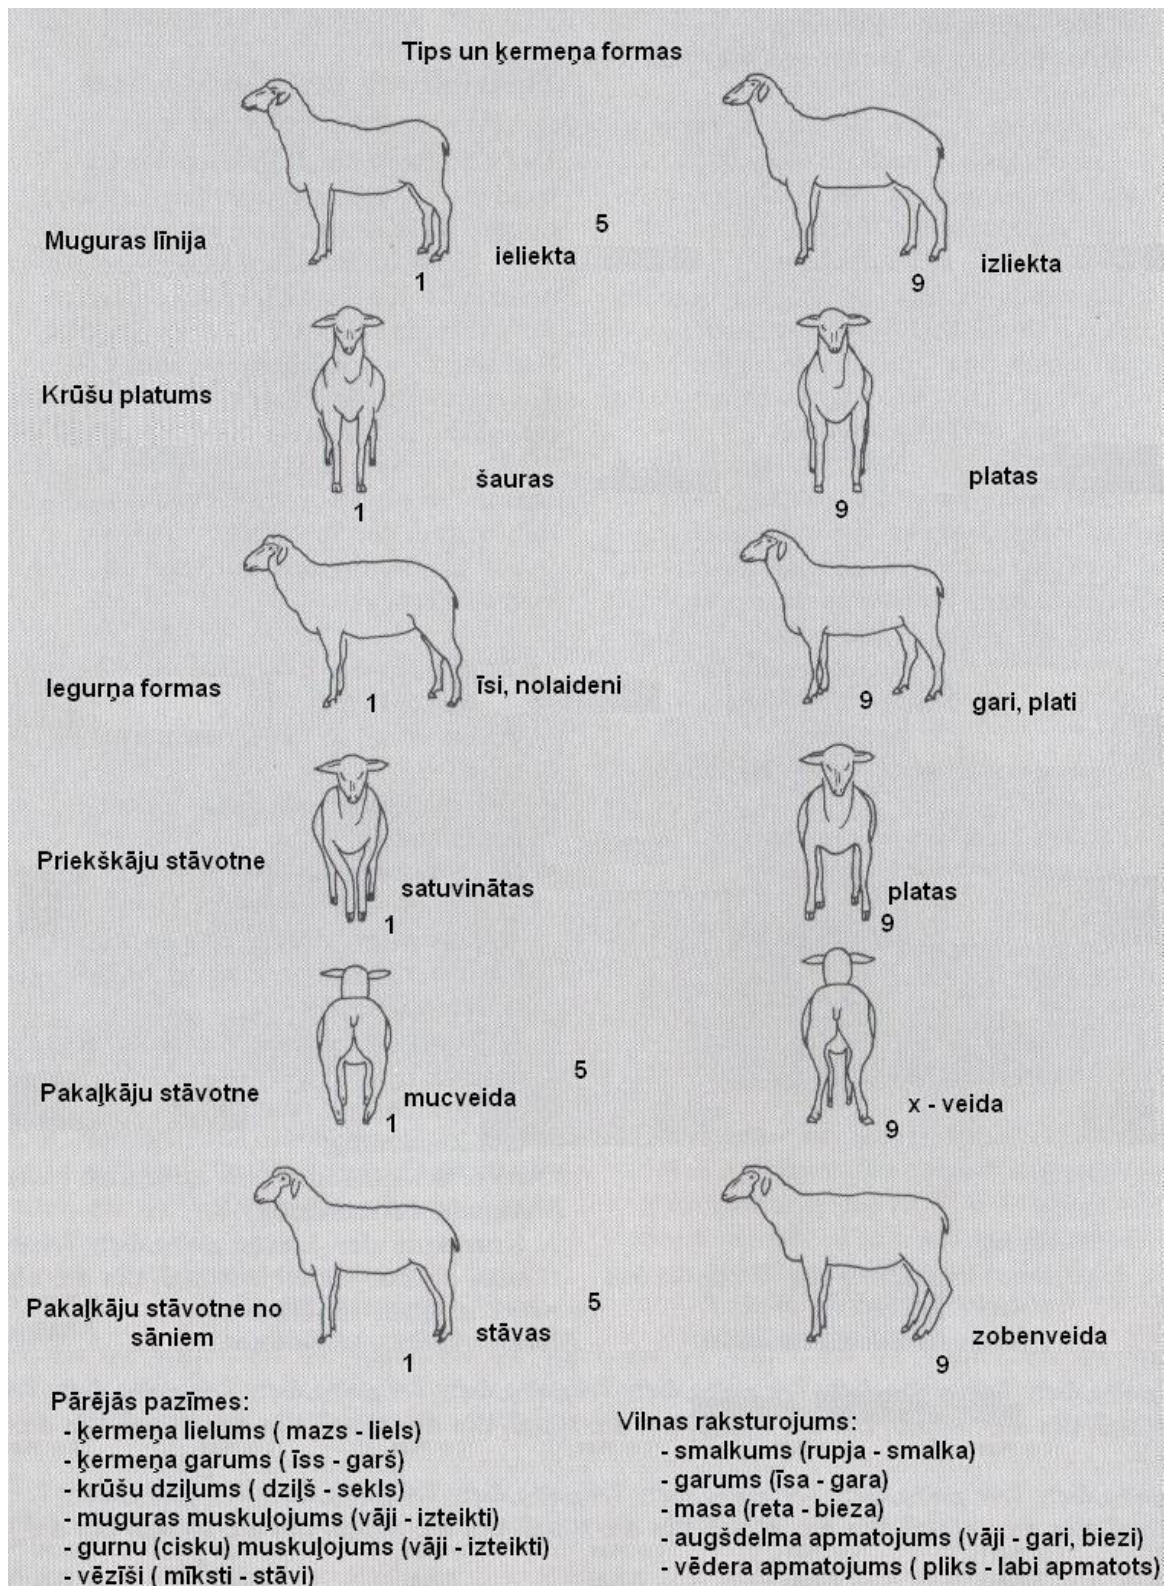 Tips un ķermeņa formas
Muguras līnija
1
ieliekta
5
9
izliekta
Krūšu platums
1
šauras
9
platas
Iegurņa formas
1
īsi, nolaideni
9
gari, plati
Priekškāju stāvotne
satuvinātas
1
platas
9
Pakaļkāju stāvotne
mucveida
1
5
x - veida
9
Pakaļkāju stāvotne no
sāniem
1
stāvas
5
9
zobenveida
Pārējās pazīmes:
- ķermeņa lielums ( mazs - liels)
- ķermeņa garums ( īss - garš)
- krūšu dziļums ( dziļš - sekls)
- muguras muskuļojums (vāji - izteikti)
- gurnu (cisku) muskuļojums (vāji - izteikti)
- vēzīši ( mīksti - stāvi)
Vilnas raksturojums:
- smalkums (rupja - smalka)
- garums (īsa - gara)
- masa (reta - bieza)
- augšdelma apmatojums (vāji - gari, biezi)
- vēdera apmatojums ( pliks - labi apmatots)